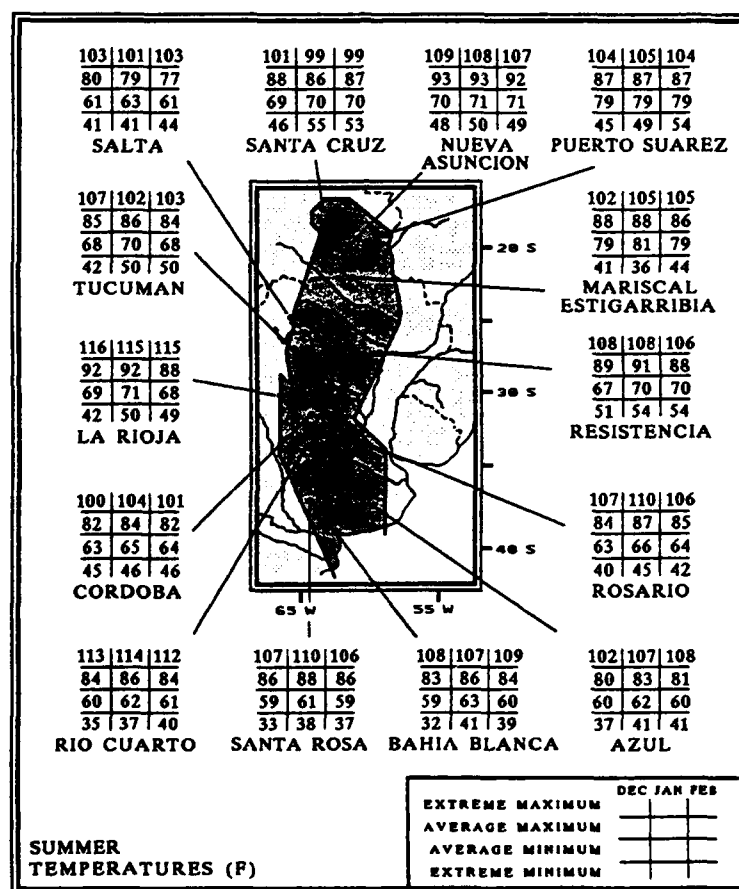 103 101 103
80 79 77
61 63 61
41 41 44
SALTA
101 99 99
88 86 87
69 70 70
46 55 53
SANTA CRUZ
109 108 107
93 93 92
70 71 71
48 50 49
NUEVA
ASUNCION
104 105 104
87 87 87
79 79 79
45 49 54
PUERTO SUAREZ
107 102 103
85 86 84
68 70 68
42 50 50
TUCUMAN
102 105 105
88 88 86
79 81 79
41 36 44
MARISCAL
ESTIGARRIBIA
20 S
116 115 115
92 92 88
69 71 68
42 50 49
LA RIOJA
108 108 106
89 91 88
67 70 70
51 54 54
RESISTENCIA
30 S
100 104 101
82 84 82
63 65 64
45 46 46
CORDOBA
107 110 106
84 87 85
63 66 64
40 45 42
ROSARIO
40 S
65 W
55 W
113 114 112
84 86 84
60 62 61
35 37 40
RIO CUARTO
107 110 106
86 88 86
59 61 59
33 38 37
SANTA ROSA
108 107 109
83 86 84
59 63 60
32 41 39
BAHIA BLANCA
102 107 108
80 83 81
60 62 60
37 41 41
AZUL
SUMMER
TEMPERATURES (F)
DEC JAN FEB
EXTREME MAXIMUM
AVERAGE MAXIMUM
AVERAGE MINIMUM
EXTREME MINIMUM